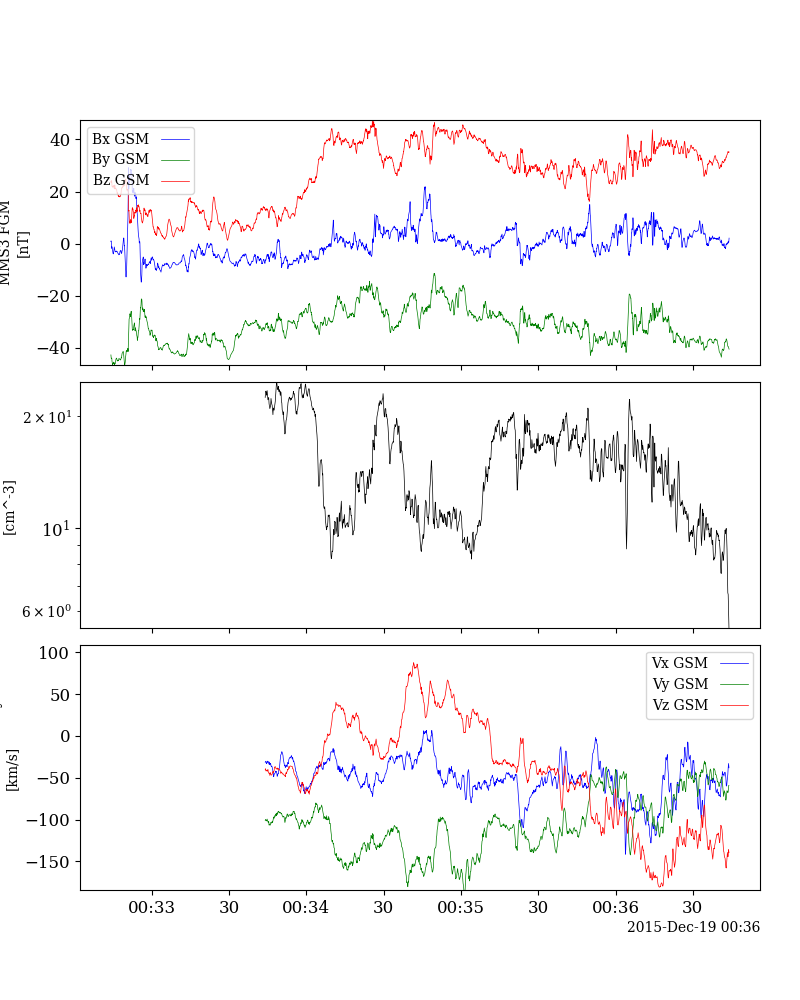 Bx GSM
By GSM
Bz GSM
MMS3 FGM
[nT]
40
20
0
−20
−40
2×10¹
10¹
6×10⁰
[cm^-3]
Vx GSM
Vy GSM
Vz GSM
[km/s]
100
50
0
−50
−100
−150
00:33 30 00:34 30 00:35 30 00:36 30
2015-Dec-19 00:36